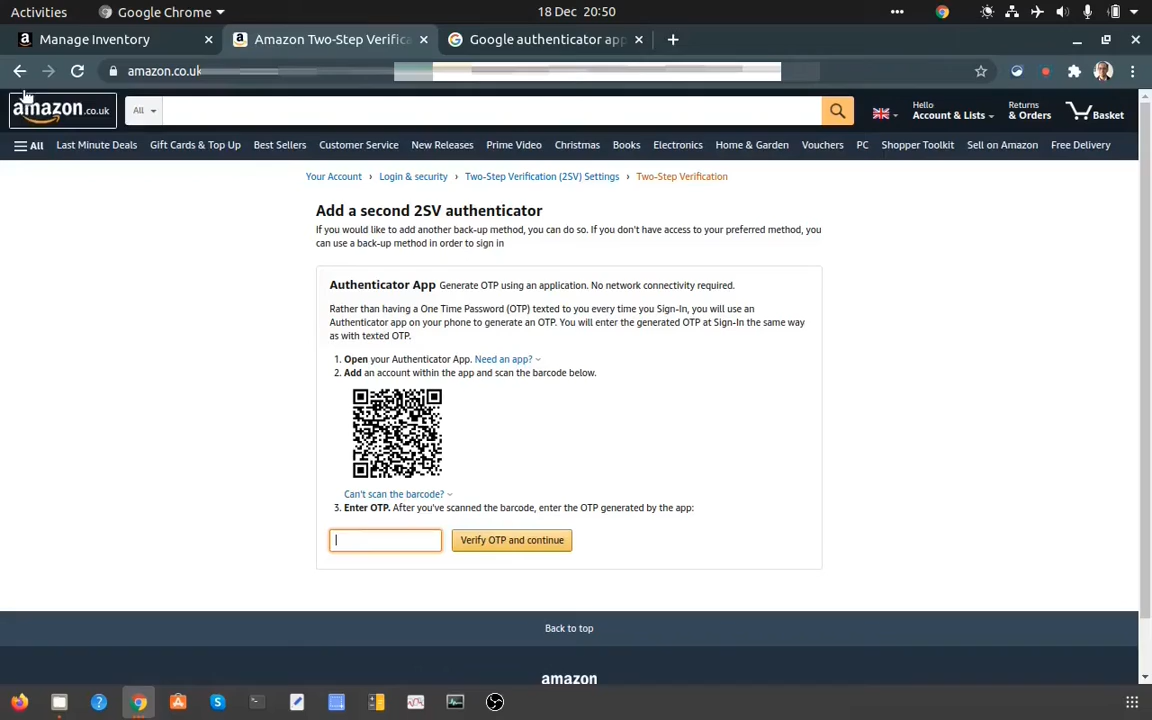 Activities
Google Chrome
18 Dec 20:50
Manage Inventory
Amazon Two-Step Verifica
Google authenticator app
amazon.co.uk
amazon.co.uk
All
Hello
Account & Lists
Returns
& Orders
Basket
All
Last Minute Deals
Gift Cards & Top Up
Best Sellers
Customer Service
New Releases
Prime Video
Christmas
Books
Electronics
Home & Garden
Vouchers
PC
Shopper Toolkit
Sell on Amazon
Free Delivery
Your Account › Login & security › Two-Step Verification (2SV) Settings › Two-Step Verification
Add a second 2SV authenticator
If you would like to add another back-up method, you can do so. If you don't have access to your preferred method, you
can use a back-up method in order to sign in
Authenticator App Generate OTP using an application. No network connectivity required.
Rather than having a One Time Password (OTP) texted to you every time you Sign-In, you will use an
Authenticator app on your phone to generate an OTP. You will enter the generated OTP at Sign-In the same way
as with texted OTP.
1. Open your Authenticator App. Need an app?
2. Add an account within the app and scan the barcode below.
Can't scan the barcode?
3. Enter OTP. After you've scanned the barcode, enter the OTP generated by the app:
Verify OTP and continue
Back to top
amazon